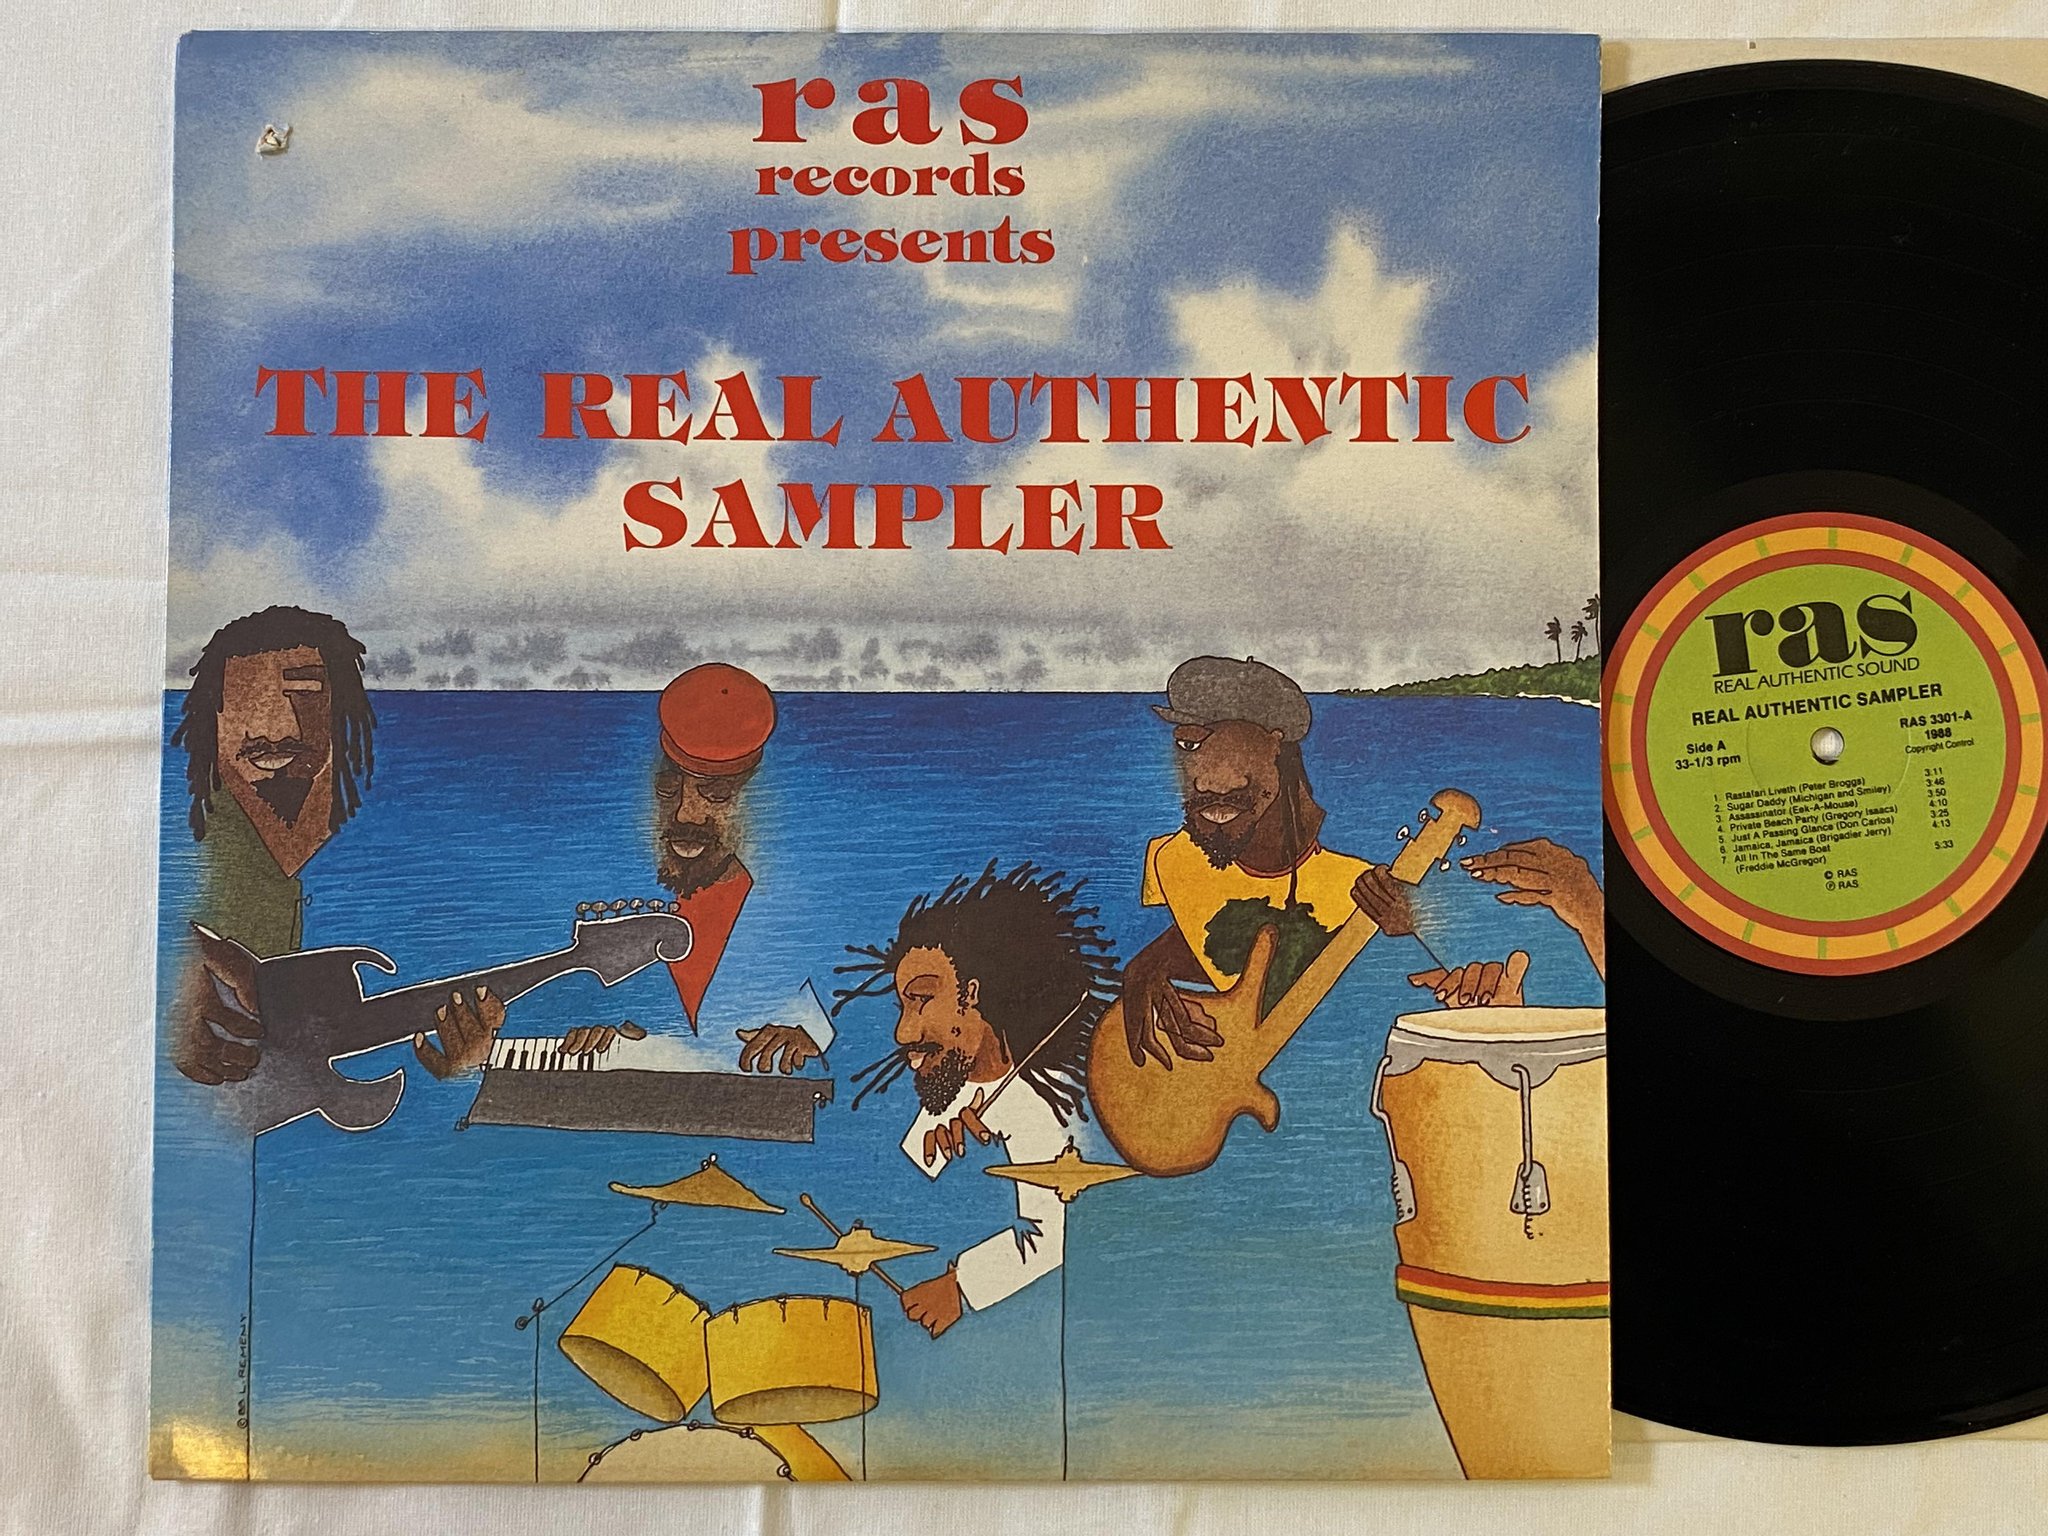 ras
records
presents
THE REAL AUTHENTIC
SAMPLER
© 88 L. REMENY
ras
REAL AUTHENTIC SOUND
REAL AUTHENTIC SAMPLER
Side A
33-1/3 rpm
RAS 3301-A
1988
Copyright Control
1. Rastafari Liveth (Peter Broggs) 3:11
2. Sugar Daddy (Michigan and Smiley) 3:46
3. Assassinator (Eek-A-Mouse) 3:50
4. Private Beach Party (Gregory Isaacs) 4:10
5. Just A Passing Glance (Don Carlos) 3:25
6. Jamaica, Jamaica (Brigadier Jerry) 4:13
7. All In The Same Boat
(Freddie McGregor) 5:33
© RAS
℗ RAS